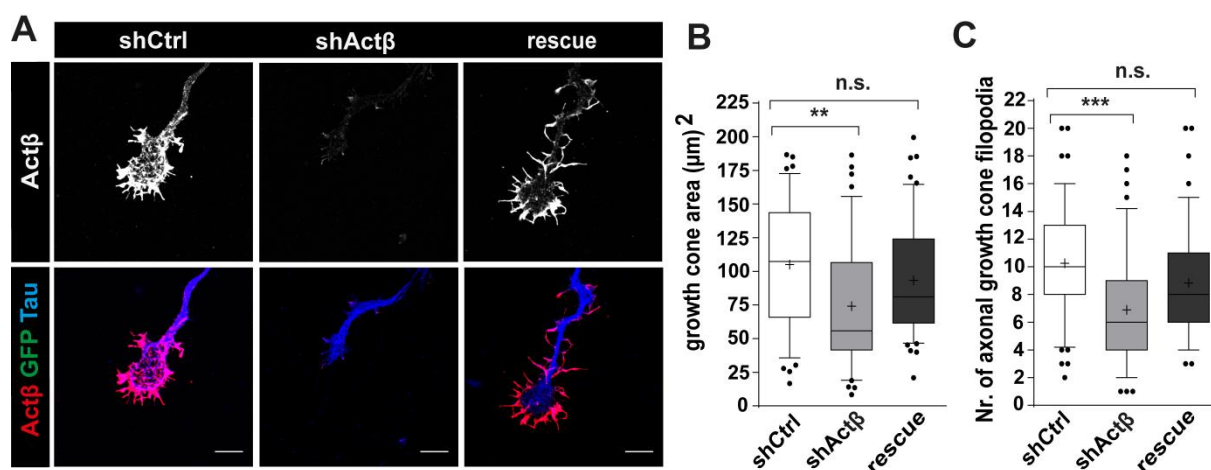 A
shCtrl shActβ rescue
Actβ
Actβ GFP Tau
B
n.s.
**
growth cone area (µm)2
225
200
175
150
125
100
75
50
25
0
shCtrl
shActβ
rescue
C
n.s.
***
Nr. of axonal growth cone filopodia
22
20
18
16
14
12
10
8
6
4
2
0
shCtrl
shActβ
rescue